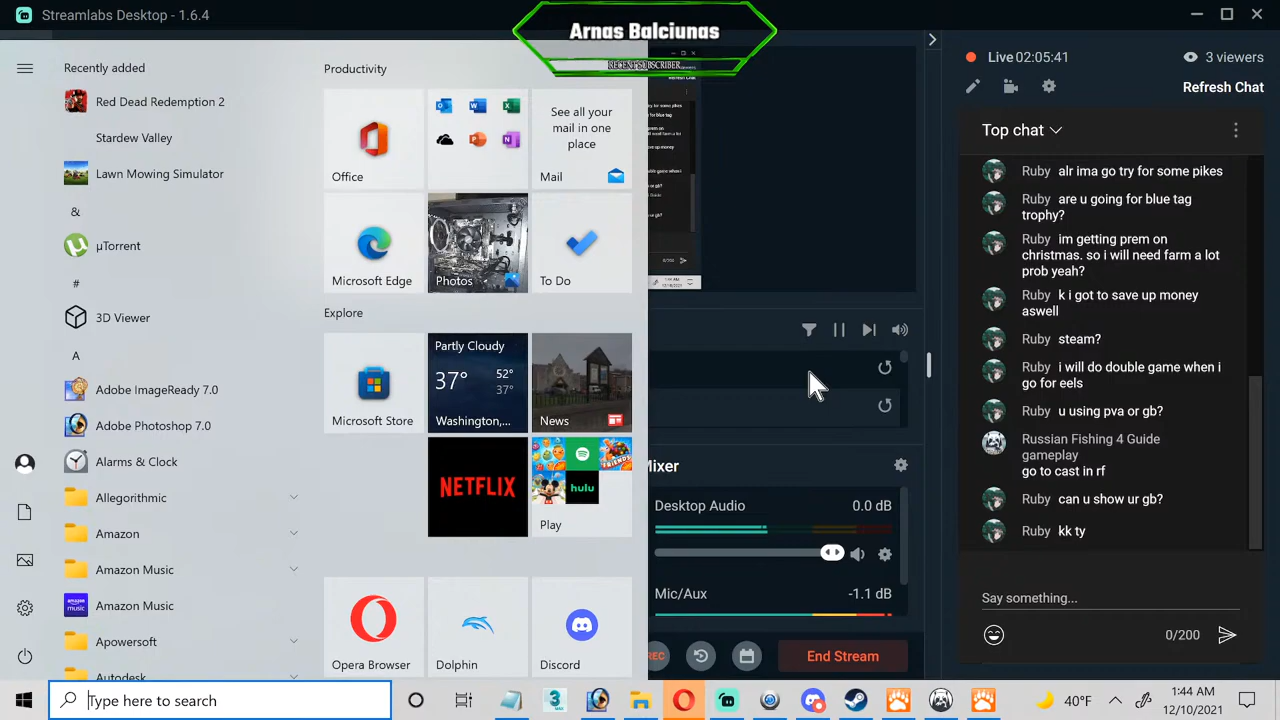 Streamlabs Desktop - 1.6.4
Arnas Balciunas
RECENT SUBSCRIBER
Recently added
Red Dead Redemption 2
Stardew Valley
Lawn Mowing Simulator
&
µTorrent
#
3D Viewer
A
Adobe ImageReady 7.0
Adobe Photoshop 7.0
Alarms & Clock
Allegorithmic
Amazon
Amazon Music
Amazon Music
Apowersoft
Autodesk
Productivity
Office
See all your
mail in one
place
Mail
Microsoft Edge
Photos
To Do
Explore
Microsoft Store
Partly Cloudy
37° 52°
37°
Washington,...
News
NETFLIX
hulu
Play
Opera Browser
Dolphin
Discord
Refresh Chat
Mixer
Desktop Audio 0.0 dB
Mic/Aux -1.1 dB
REC
End Stream
Live 02:05:41 3 viewers
Refresh Chat
Top chat
Ruby alr im a go try for some pikes
Ruby are u going for blue tag
trophy?
Ruby im getting prem on
christmas. so will need farm a lot
prob yeah?
Ruby k i got to save up money
aswell
Ruby steam?
Ruby i will do double game when i
go for eels
Ruby u using pva or gb?
Russian Fishing 4 Guide
gameplay
go to cast in rf
Ruby can u show ur gb?
Ruby kk ty
Say something...
0/200
Type here to search
40°F
1:44 AM
12/10/2021